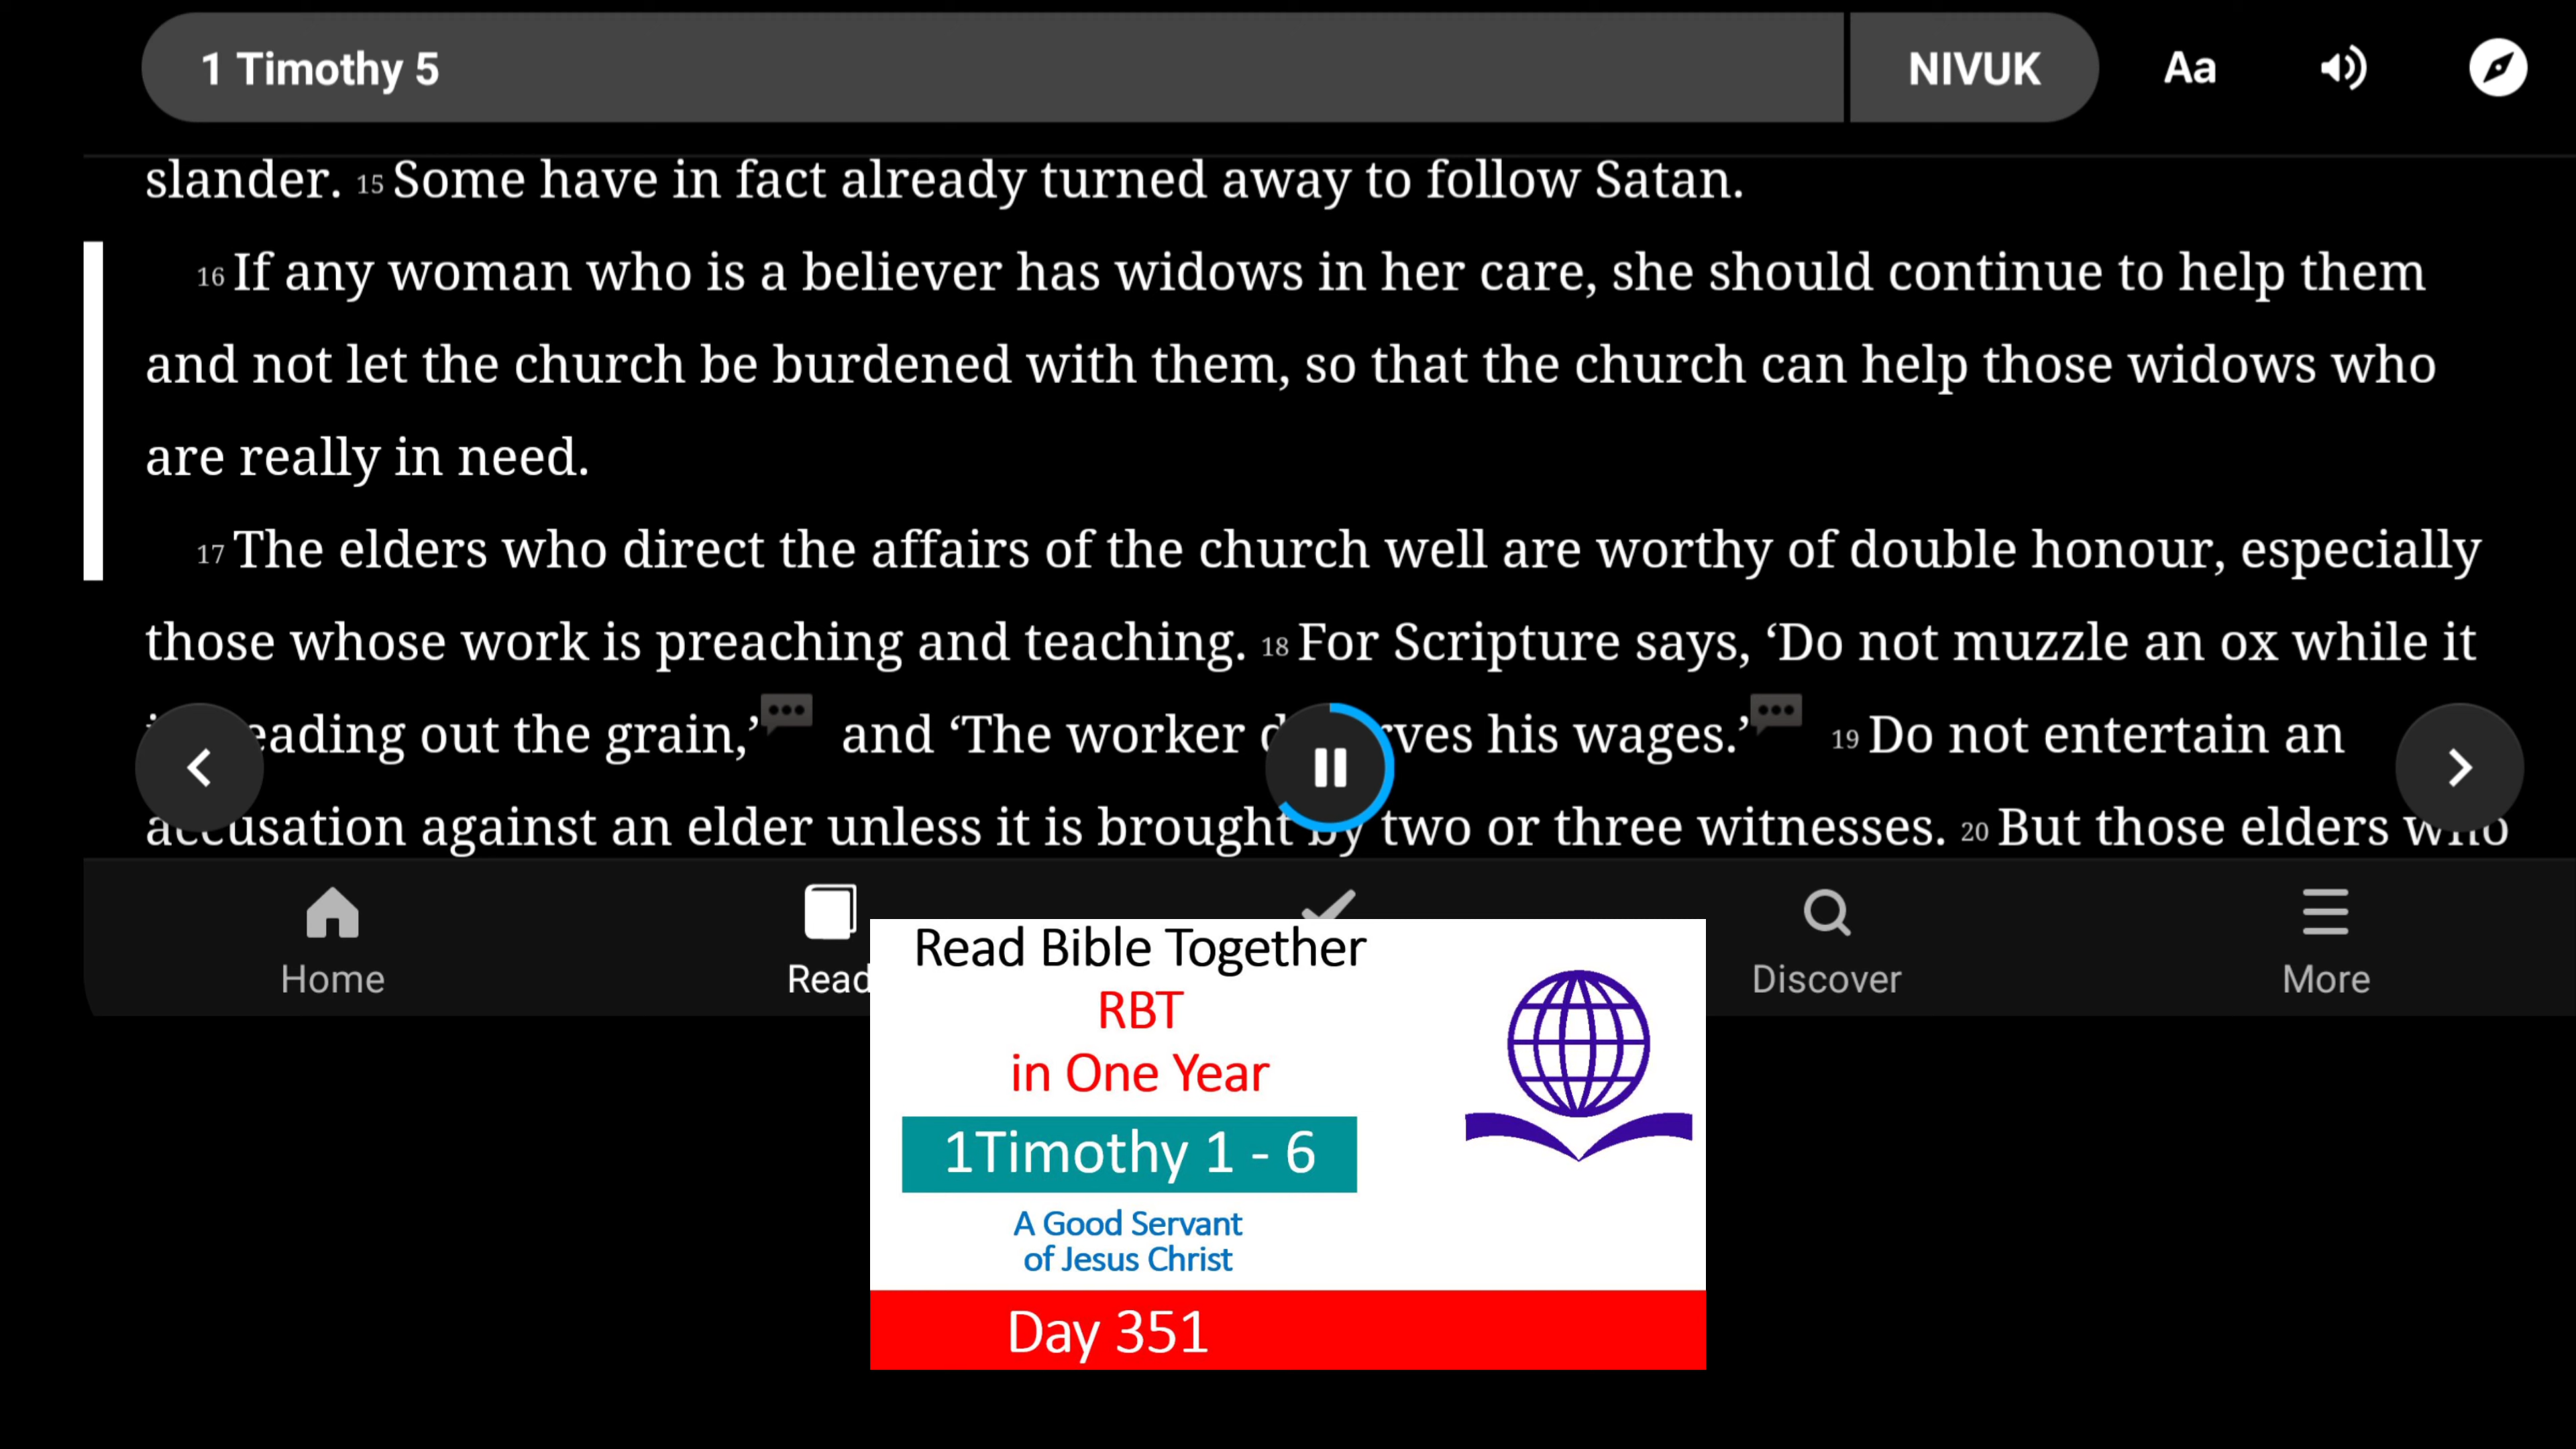 1 Timothy 5 NIVUK Aa
slander. 15 Some have in fact already turned away to follow Satan.
16 If any woman who is a believer has widows in her care, she should continue to help them
and not let the church be burdened with them, so that the church can help those widows who
are really in need.
17 The elders who direct the affairs of the church well are worthy of double honour, especially
those whose work is preaching and teaching. 18 For Scripture says, ‘Do not muzzle an ox while it
out the grain,’ and ‘The worker his wages.’ 19 Do not entertain an
accusation against an elder unless it is brought by two or three witnesses. 20 But those elders who
Home Read Discover More
Read Bible Together
RBT
in One Year
1Timothy 1 - 6
A Good Servant
of Jesus Christ
Day 351